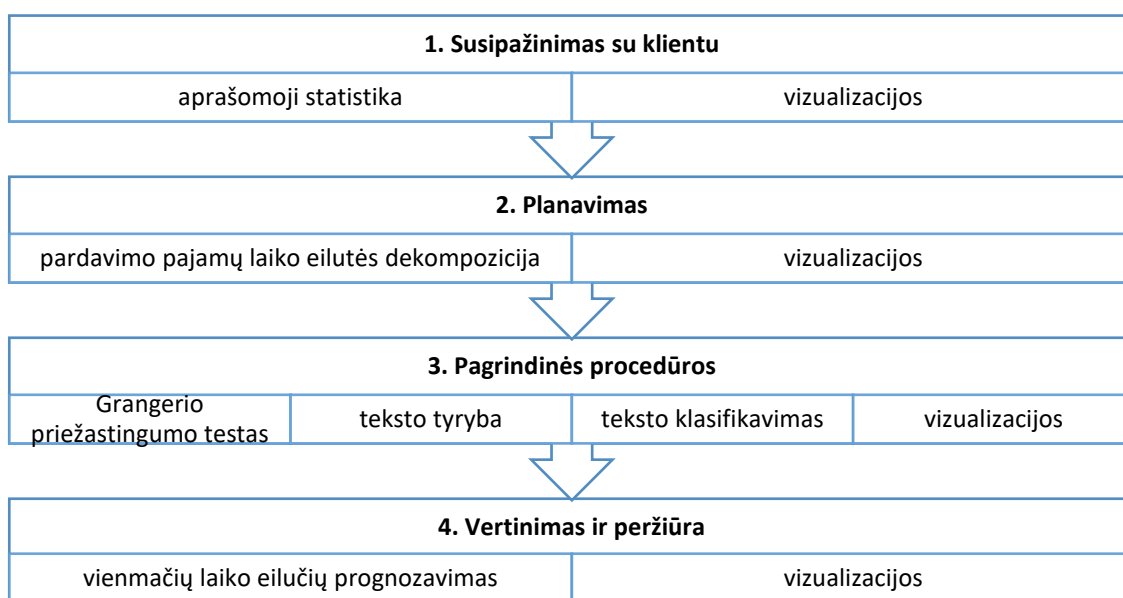 1. Susipažinimas su klientu
aprašomoji statistika
vizualizacijos
2. Planavimas
pardavimo pajamų laiko eilutės dekompozicija
vizualizacijos
3. Pagrindinės procedūros
Grangerio
priežastingumo testas
teksto tyryba
teksto klasifikavimas
vizualizacijos
4. Vertinimas ir peržiūra
vienmačių laiko eilučių prognozavimas
vizualizacijos